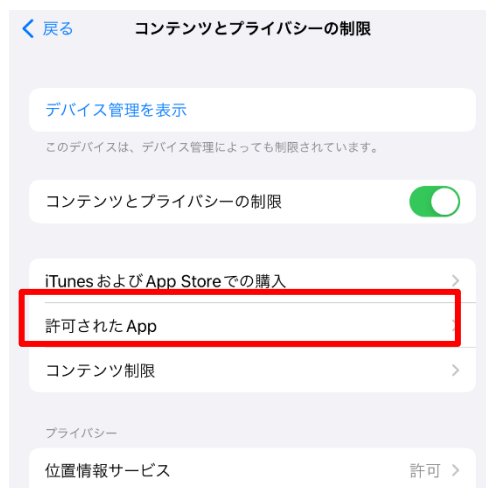 戻る コンテンツとプライバシーの制限
デバイス管理を表示
このデバイスは、デバイス管理によっても制限されています。
コンテンツとプライバシーの制限
iTunesおよびApp Storeでの購入
許可されたApp
コンテンツ制限
プライバシー
位置情報サービス 許可